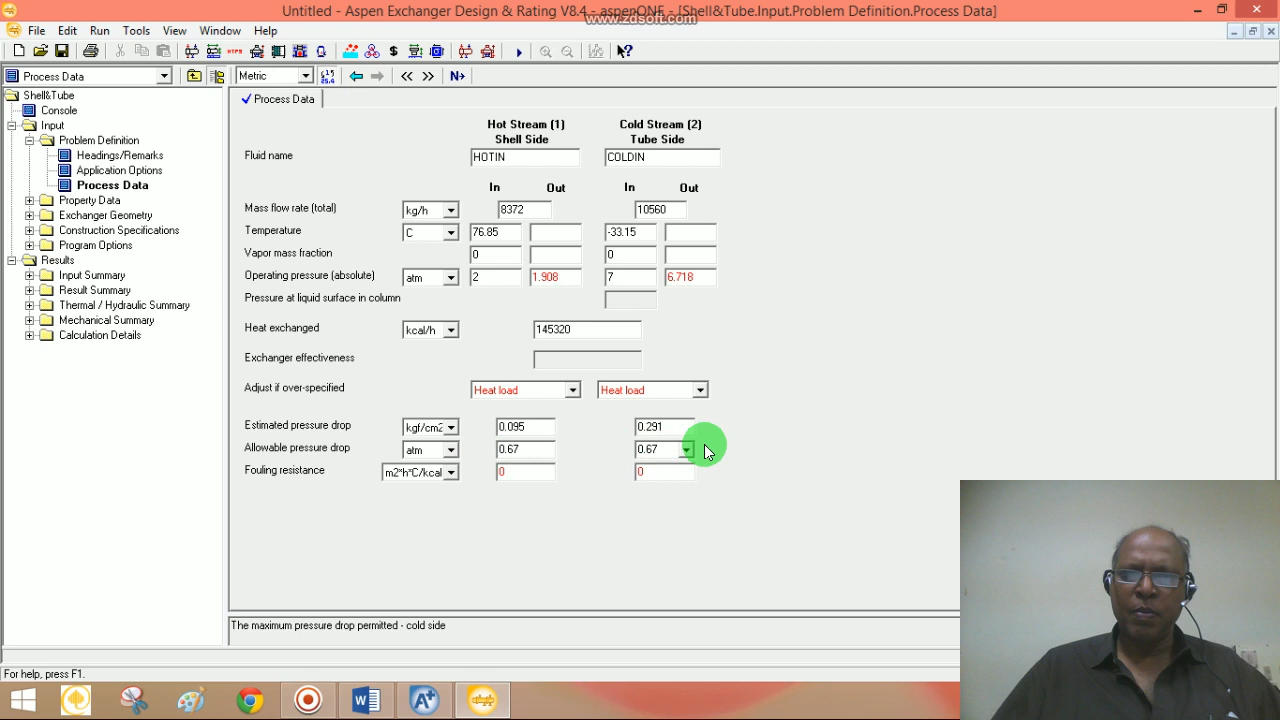 Untitled - Aspen Exchanger Design & Rating V8.4 - aspenONE - [Shell&Tube.Input.Problem Definition.Process Data]
www.zdsoft.com
File Edit Run Tools View Window Help
Process Data
Metric
Shell&Tube
Console
Input
Problem Definition
Headings/Remarks
Application Options
Process Data
Property Data
Exchanger Geometry
Construction Specifications
Program Options
Results
Input Summary
Result Summary
Thermal / Hydraulic Summary
Mechanical Summary
Calculation Details
Process Data
Hot Stream (1) Cold Stream (2)
Shell Side Tube Side
Fluid name HOTIN COLDIN
In Out In Out
Mass flow rate (total) kg/h 8372 10560
Temperature C 76.85 -33.15
Vapor mass fraction 0 0
Operating pressure (absolute) atm 2 1.908 7 6.718
Pressure at liquid surface in column
Heat exchanged kcal/h 145320
Exchanger effectiveness
Adjust if over-specified Heat load Heat load
Estimated pressure drop kgf/cm2 0.095 0.291
Allowable pressure drop atm 0.67 0.67
Fouling resistance m2*h*C/kcal 0 0
The maximum pressure drop permitted - cold side
For help, press F1.